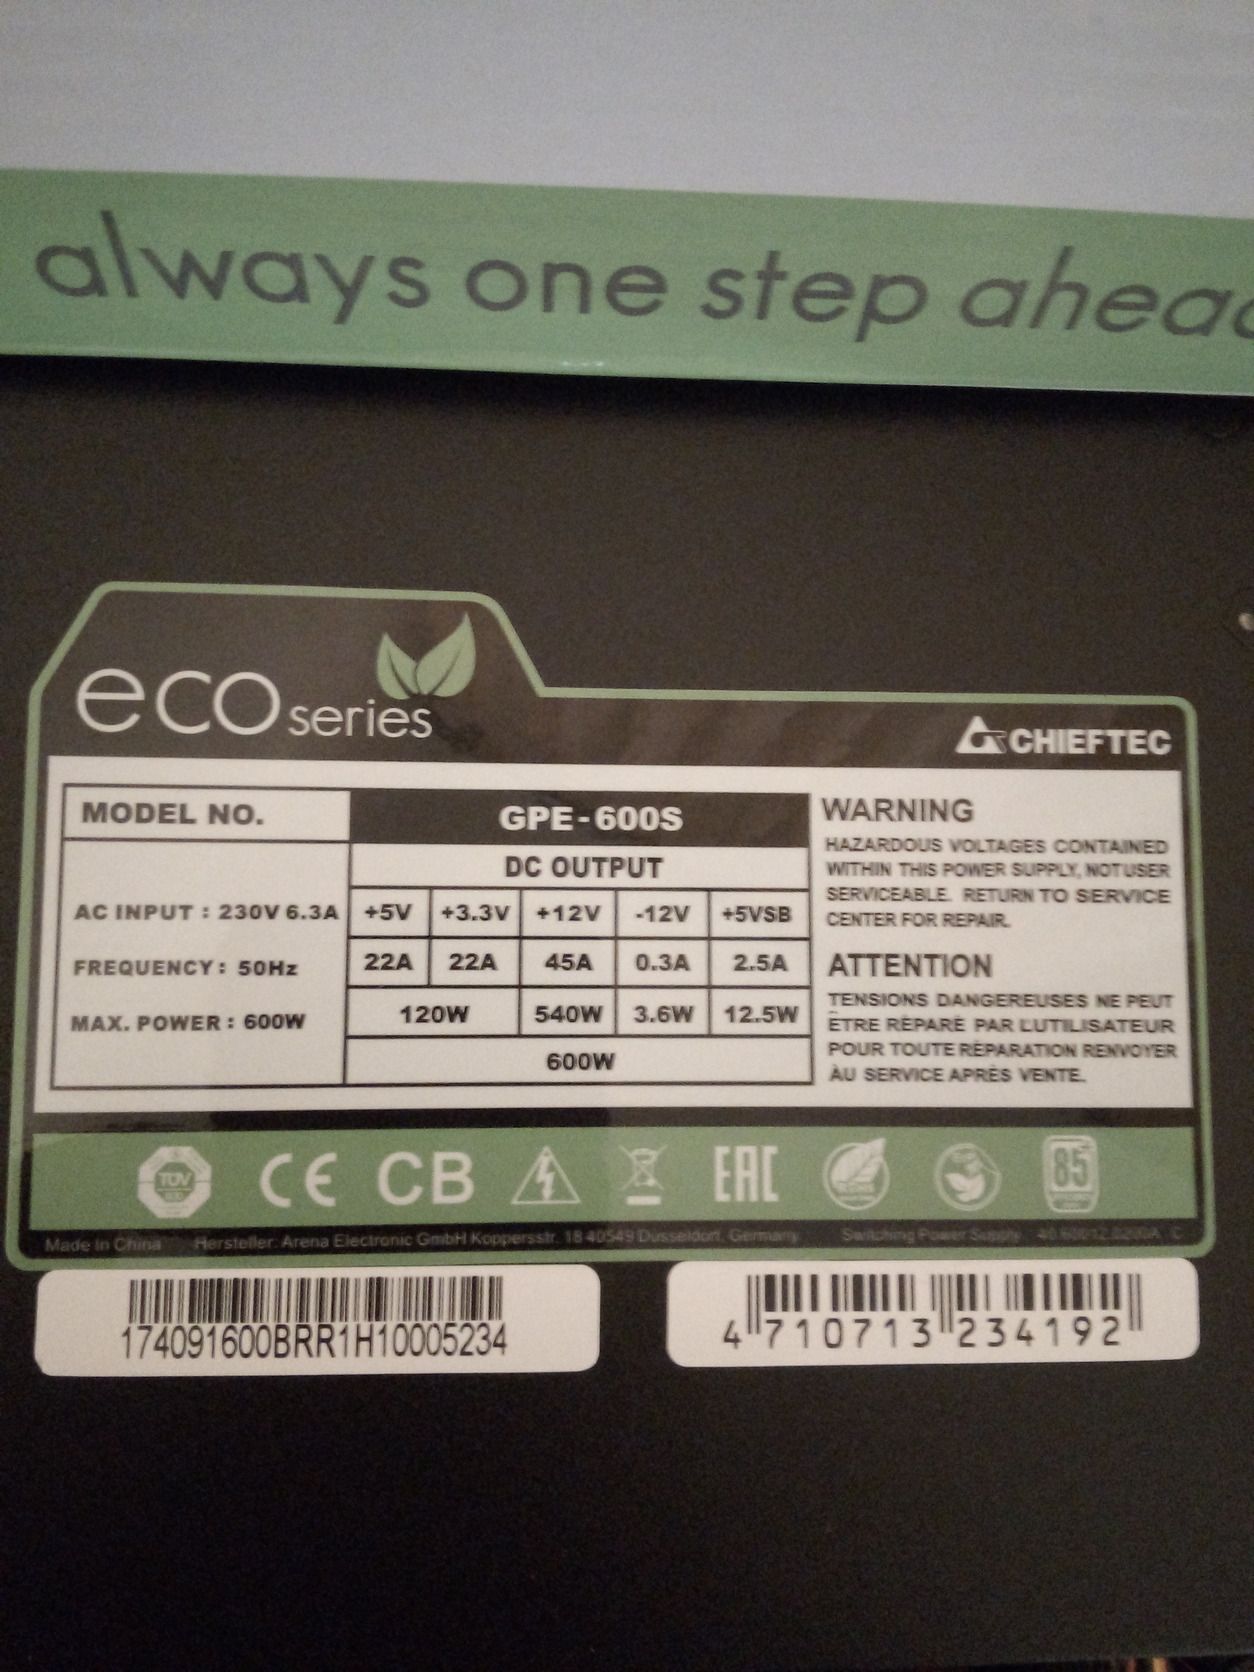 always one step ahea
eco series
CHIEFTEC
MODEL NO. GPE-600S
DC OUTPUT
AC INPUT : 230V 6.3A +5V +3.3V +12V -12V +5VSB
FREQUENCY : 50Hz 22A 22A 45A 0.3A 2.5A
MAX. POWER : 600W 120W 540W 3.6W 12.5W
600W
WARNING
HAZARDOUS VOLTAGES CONTAINED
WITHIN THIS POWER SUPPLY, NOT USER
SERVICEABLE. RETURN TO SERVICE
CENTER FOR REPAIR.
ATTENTION
TENSIONS DANGEREUSES NE PEUT
ÊTRE RÉPARÉ PAR L'UTILISATEUR
POUR TOUTE RÉPARATION RENVOYER
ÀU SERVICE APRÈS VENTE.
TÜV CE CB EAC 85
Made In China Hersteller: Arena Electronic GmbH Koppersstr. 18 40549 Düsseldorf, Germany Switching Power Supply
174091600BRR1H10005234
4 710713 234192